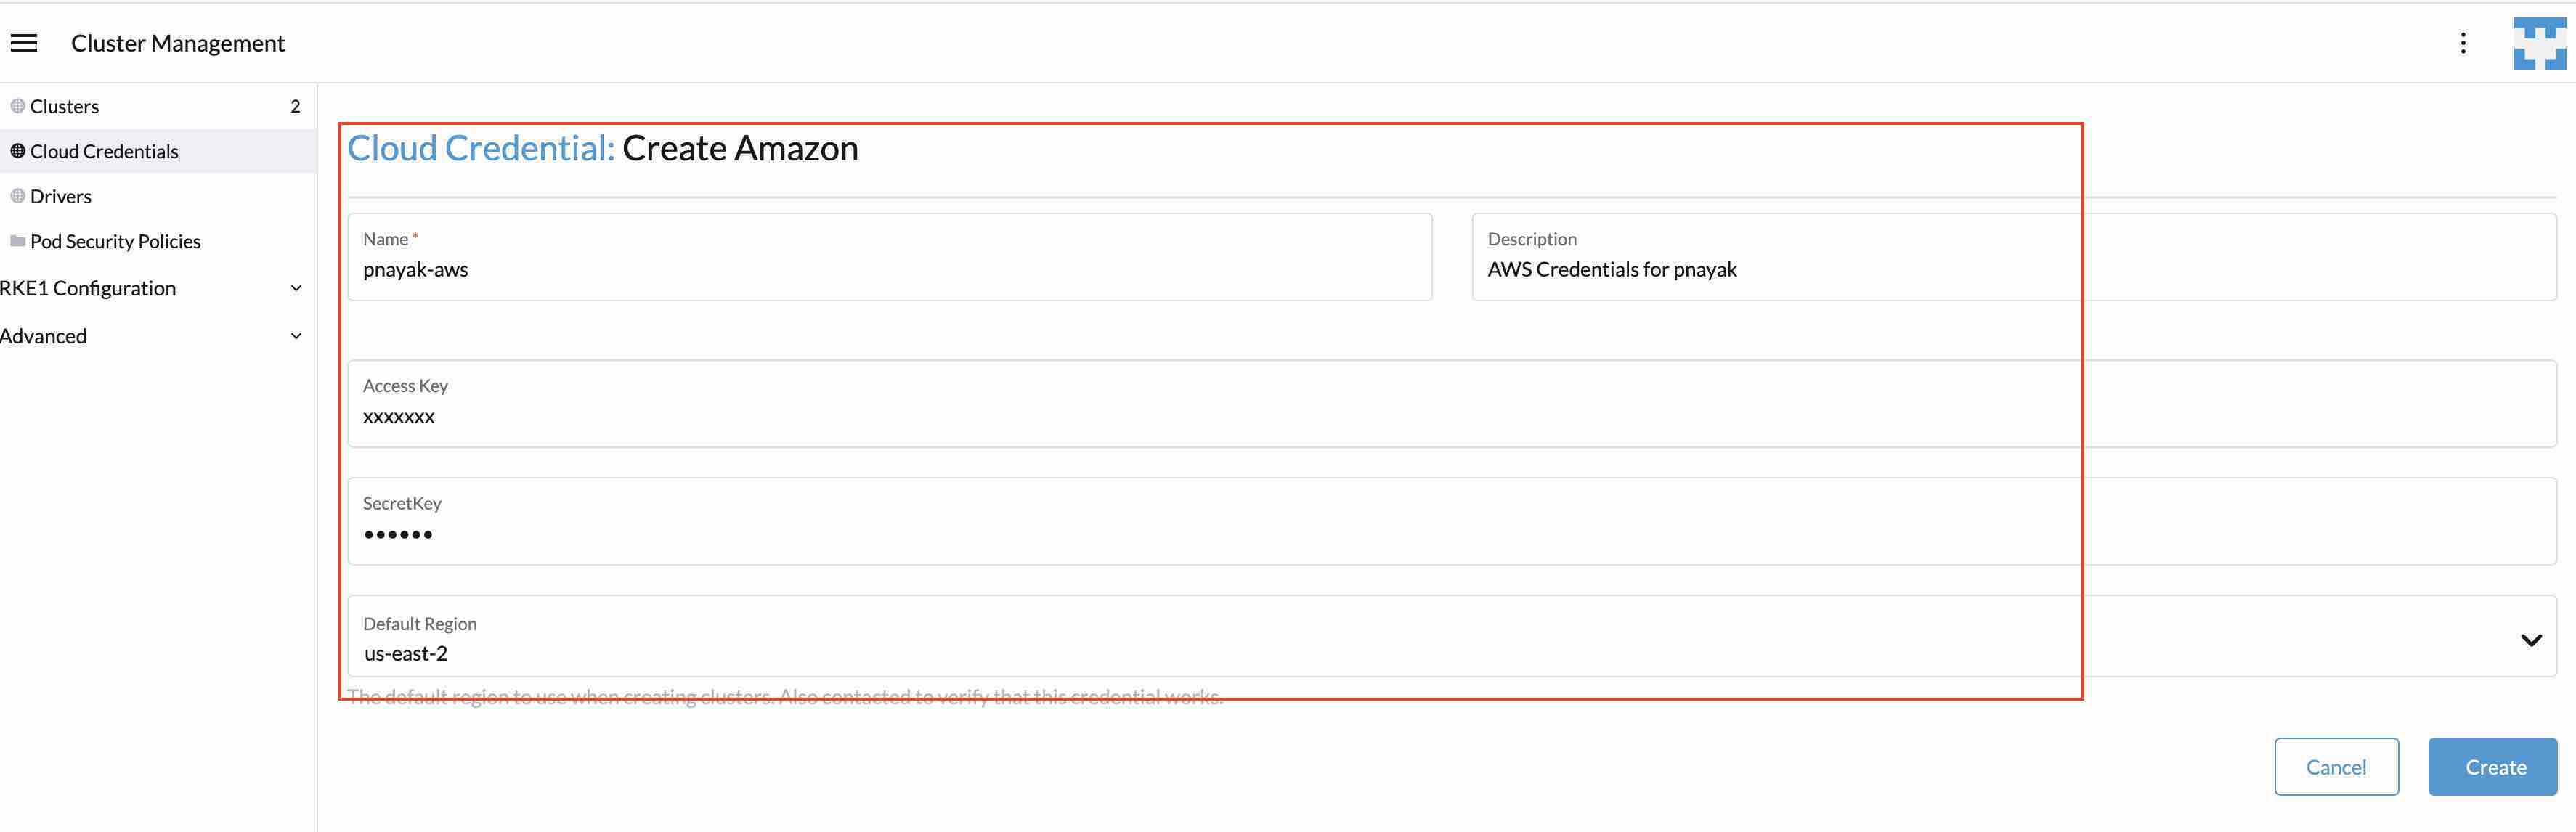 Cluster Management
Clusters 2
Cloud Credentials
Drivers
Pod Security Policies
RKE1 Configuration
Advanced
Cloud Credential: Create Amazon
Name *
pnayak-aws
Description
AWS Credentials for pnayak
Access Key
xxxxxxx
SecretKey
••••••
Default Region
us-east-2
The default region to use when creating clusters. Also contacted to verify that this credential works.
Cancel
Create